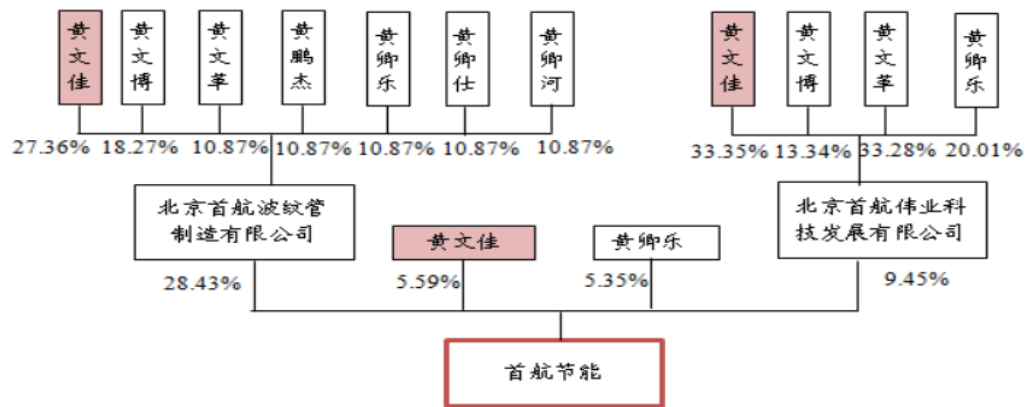 黄文佳
黄文博
黄文革
黄鹏杰
黄卿乐
黄卿仕
黄卿河
黄文佳
黄文博
黄文革
黄卿乐
27.36% 18.27% 10.87% 10.87% 10.87% 10.87% 10.87%
33.35% 13.34% 33.28% 20.01%
北京首航波纹管
制造有限公司
黄文佳
黄卿乐
北京首航伟业科
技发展有限公司
28.43%
5.59%
5.35%
9.45%
首航节能